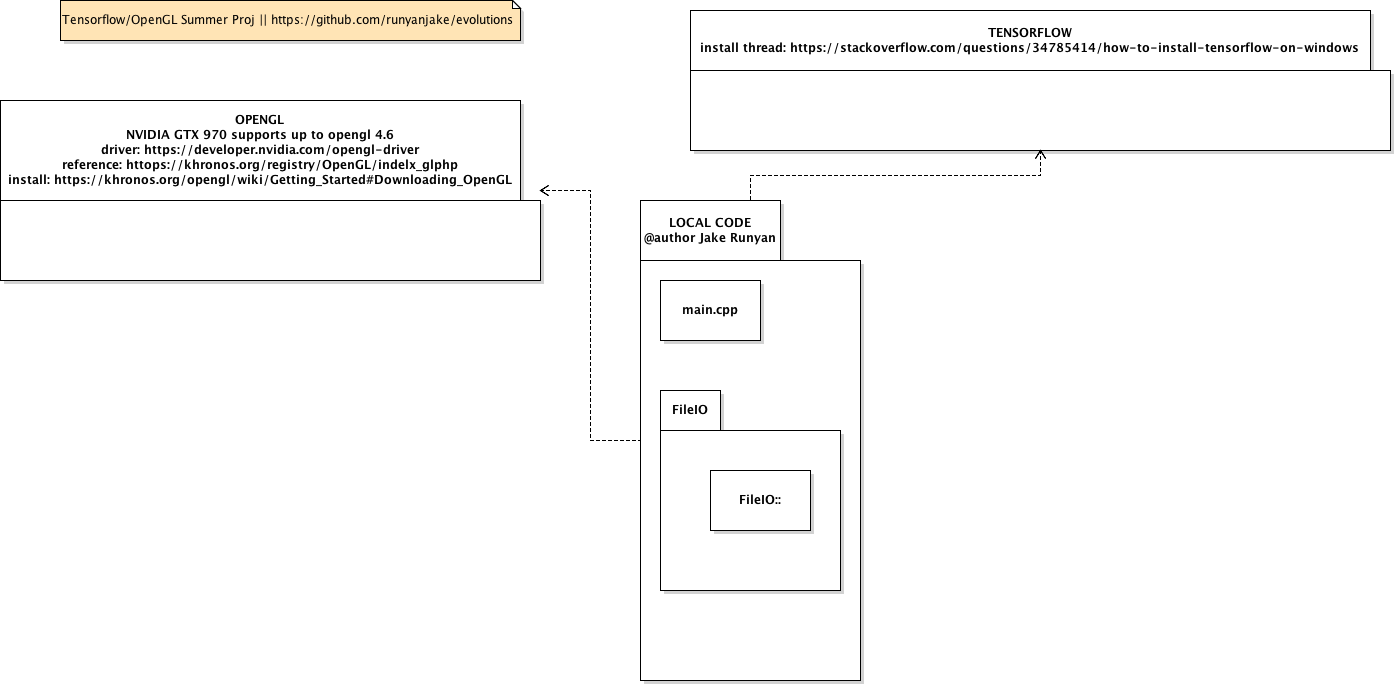 Tensorflow/OpenGL Summer Proj || https://github.com/runyanjake/evolutions
TENSORFLOW
install thread: https://stackoverflow.com/questions/34785414/how-to-install-tensorflow-on-windows
OPENGL
NVIDIA GTX 970 supports up to opengl 4.6
driver: https://developer.nvidia.com/opengl-driver
reference: httops://khronos.org/registry/OpenGL/indelx_glphp
install: https://khronos.org/opengl/wiki/Getting_Started#Downloading_OpenGL
LOCAL CODE
@author Jake Runyan
main.cpp
FileIO
FileIO::